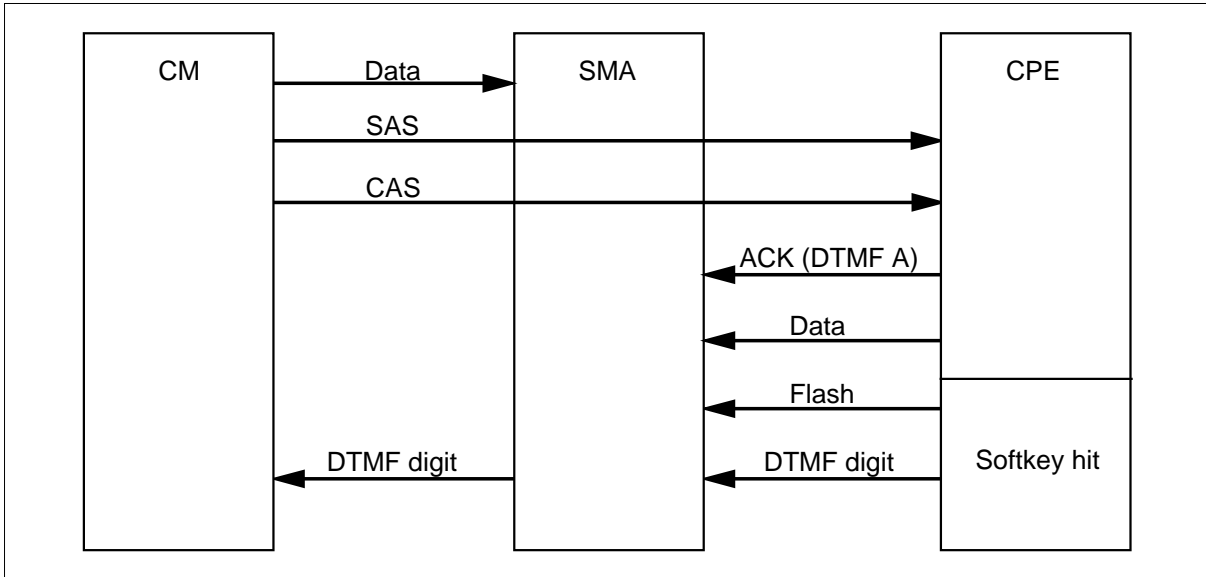 CM
Data
SMA
CPE
SAS
CAS
ACK (DTMF A)
Data
Flash
DTMF digit
DTMF digit
Softkey hit